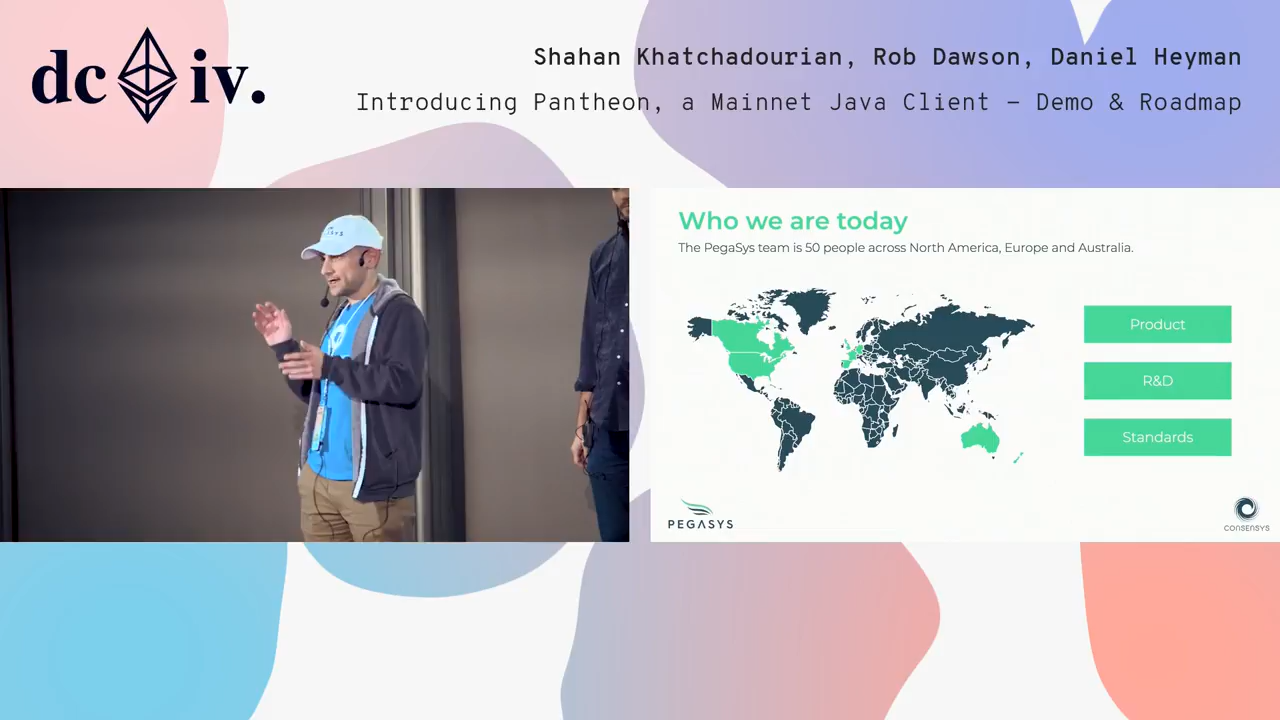 dc iv.
Shahan Khatchadourian, Rob Dawson, Daniel Heyman
Introducing Pantheon, a Mainnet Java Client – Demo & Roadmap
Who we are today
The PegaSys team is 50 people across North America, Europe and Australia.
Product
R&D
Standards
PEGASYS
CONSENSYS